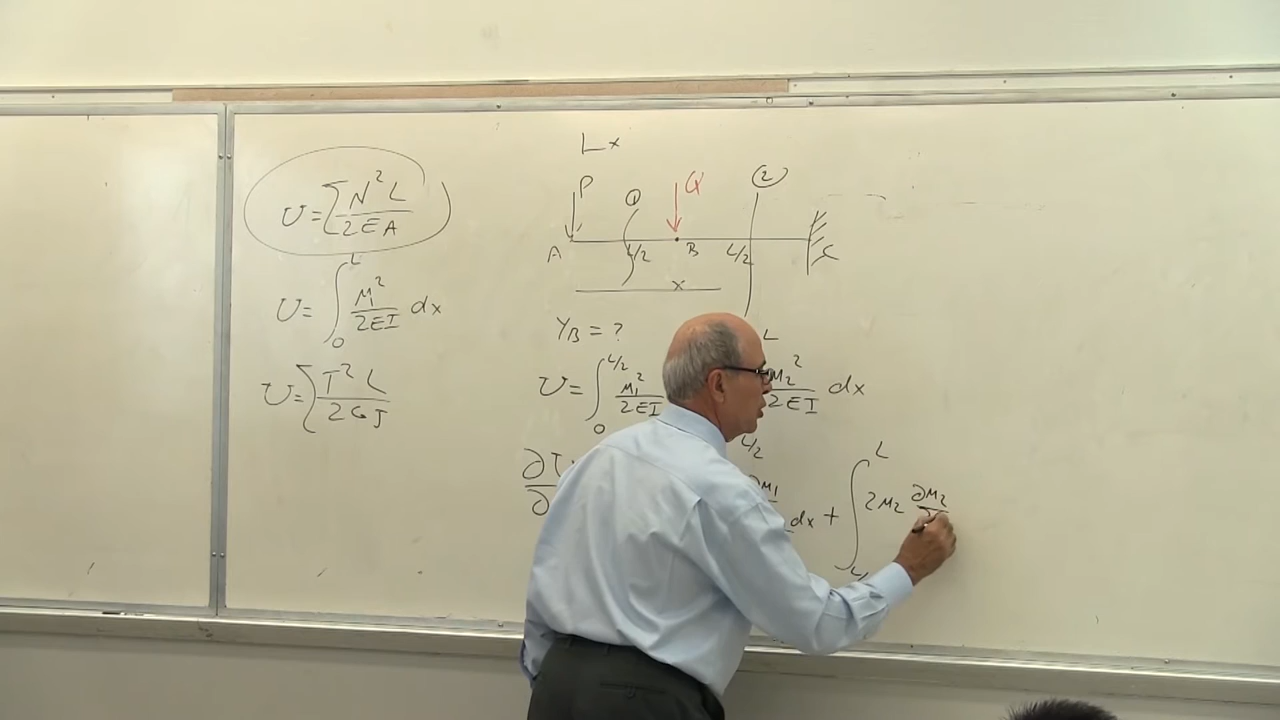 U = Σ N²L / 2EA
U = ∫₀ᴸ M² / 2EI dx
U = Σ T²L / 2GJ
L x
P ① Q ②
A L/2 B L/2 C
x
Y_B = ?
U = ∫₀^{L/2} M₁² / 2EI L M₂² / 2EI dx
∂U / ∂ L/2 ∂M₁ dx + ∫_{L/}^{L} 2M₂ ∂M₂